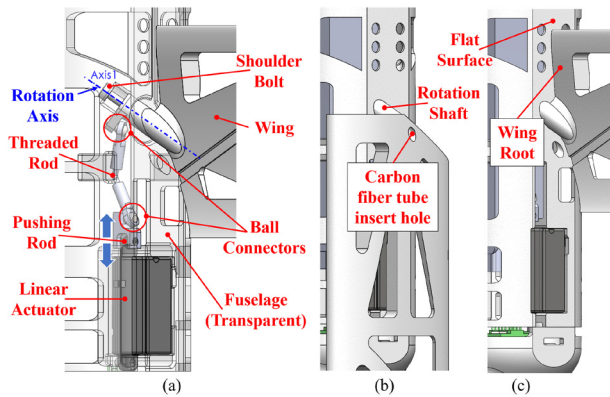 Axis1
Shoulder
Bolt
Rotation
Axis
Threaded
Rod
Wing
Pushing
Rod
Ball
Connectors
Linear
Actuator
Fuselage
(Transparent)
(a)
Rotation
Shaft
Carbon
fiber tube
insert hole
(b)
Flat
Surface
Wing
Root
(c)